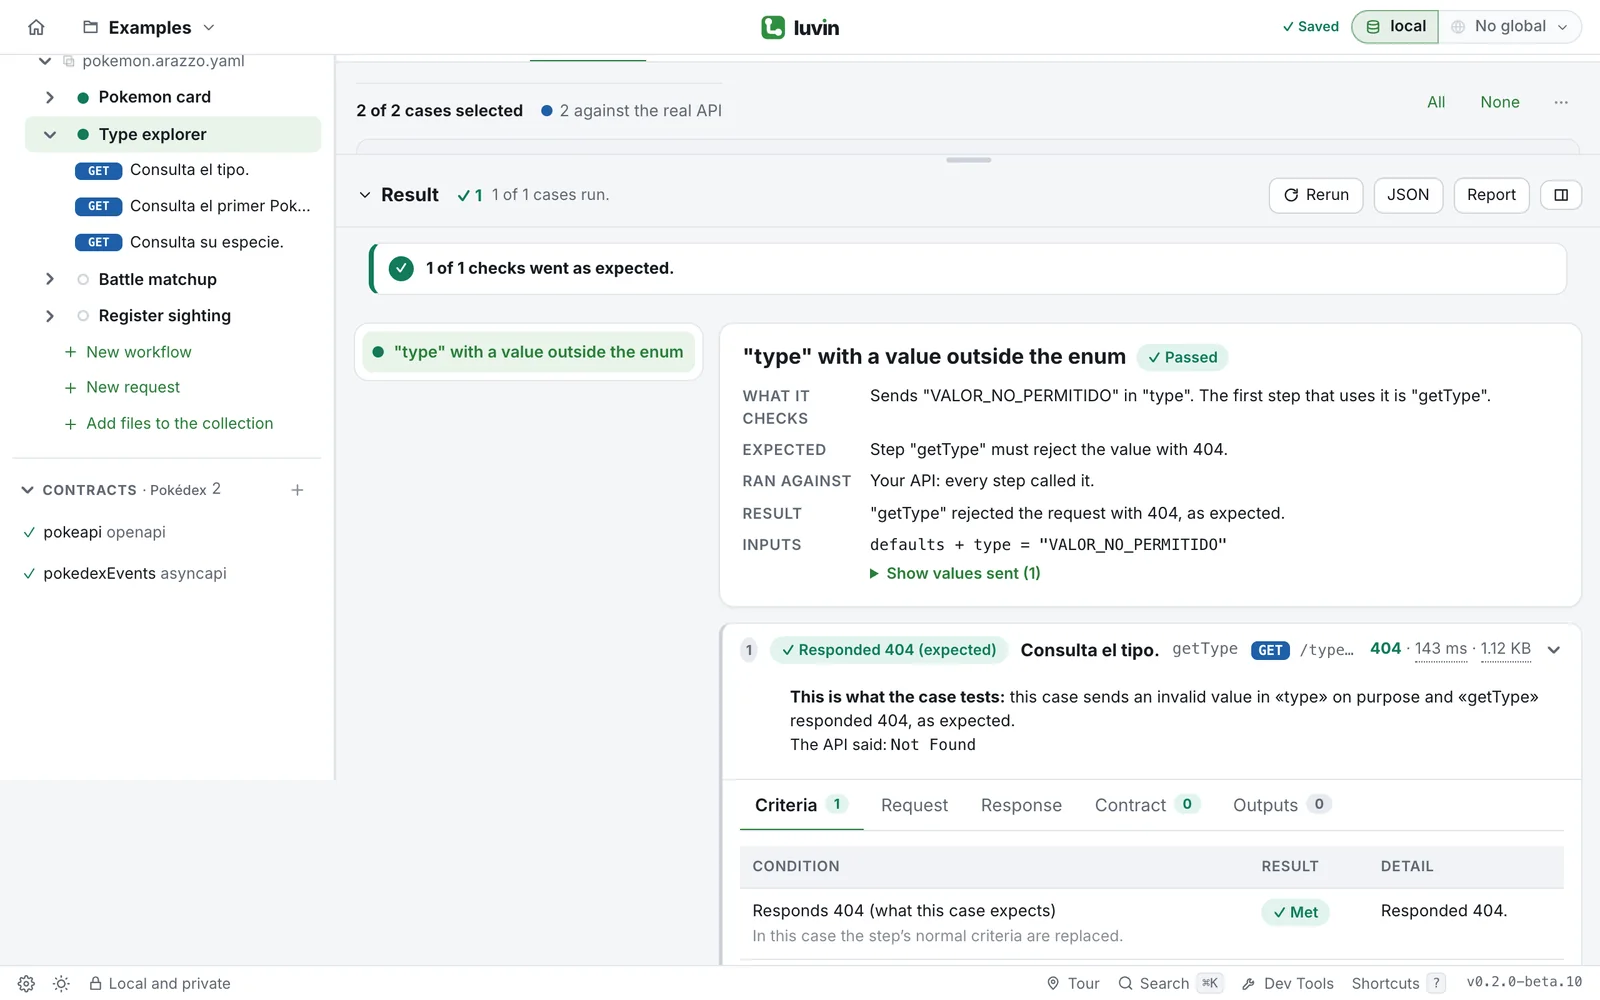 Examples
luvin
Saved
local
No global
pokemon.arazzo.yaml
Pokemon card
Type explorer
GET Consulta el tipo.
GET Consulta el primer Pok...
GET Consulta su especie.
Battle matchup
Register sighting
+ New workflow
+ New request
+ Add files to the collection
CONTRACTS · Pokédex 2 +
pokeapi openapi
pokedexEvents asyncapi
2 of 2 cases selected 2 against the real API
All None ...
Result 1 1 of 1 cases run.
Rerun JSON Report
1 of 1 checks went as expected.
"type" with a value outside the enum
"type" with a value outside the enum Passed
WHAT IT CHECKS
Sends "VALOR_NO_PERMITIDO" in "type". The first step that uses it is "getType".
EXPECTED Step "getType" must reject the value with 404.
RAN AGAINST Your API: every step called it.
RESULT "getType" rejected the request with 404, as expected.
INPUTS defaults + type = "VALOR_NO_PERMITIDO"
Show values sent (1)
1 Responded 404 (expected) Consulta el tipo. getType GET /type… 404 · 143 ms · 1.12 KB
This is what the case tests: this case sends an invalid value in «type» on purpose and «getType»
responded 404, as expected.
The API said: Not Found
Criteria 1 Request Response Contract 0 Outputs 0
CONDITION RESULT DETAIL
Responds 404 (what this case expects) Met Responded 404.
In this case the step’s normal criteria are replaced.
Local and private
Tour Search ⌘K Dev Tools Shortcuts ? v0.2.0-beta.10